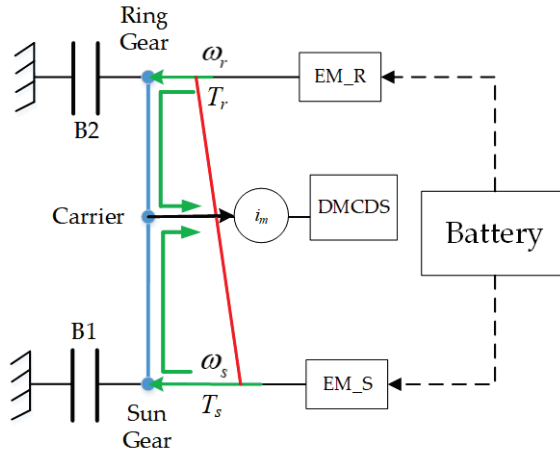 Ring
Gear
ω_r
T_r
EM_R
B2
Carrier
i_m
DMCDS
Battery
B1
ω_s
T_s
EM_S
Sun
Gear